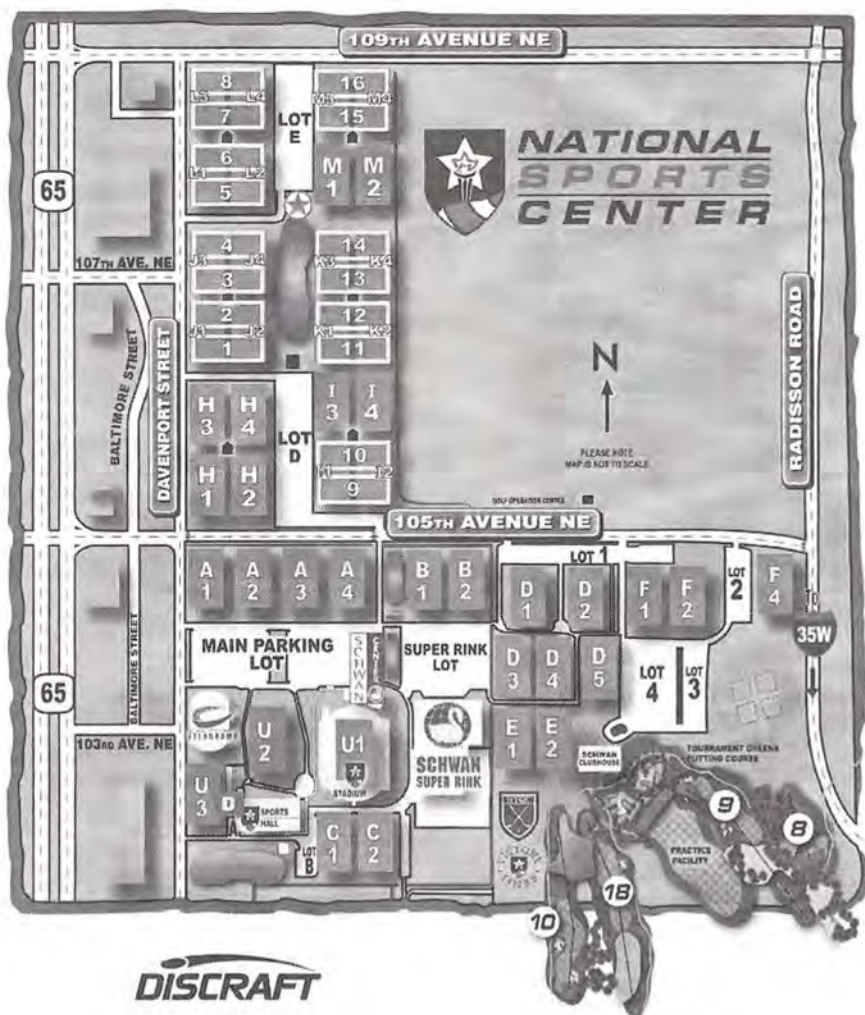 109TH AVENUE NE
8
L3 L4
7
6
L1 L2
5
LOT
E
16
M3 M4
15
M M
1 2
NATIONAL
SPORTS
CENTER
65
107TH AVE. NE
4
J3 J4
3
2
J1 J2
1
14
K3 K4
13
12
K1 K2
11
BALTIMORE STREET
DAVENPORT STREET
RADISSON ROAD
N
PLEASE NOTE
MAP IS NOT TO SCALE
H H
3 4
H H
1 2
LOT
D
I I
3 4
10
I2
9
105TH AVENUE NE
LOT 1
A A A A
1 2 3 4
B B
1 2
D D
1 2
F F
1 2
LOT
2
F
4
TO
35W
MAIN PARKING
LOT
SCHWAN
CENTER
SUPER RINK
LOT
D D
3 4
D
5
LOT
4
LOT
3
BALTIMORE STREET
65
103RD AVE. NE
U
2
U1
STADIUM
SCHWAN
SUPER RINK
E E
1 2
SCHWAN
CLUBHOUSE
TOURNAMENT GREENS
PUTTING COURSE
U
3
SPORTS
HALL
LOT
B
C C
1 2
VICTORY
LINKS
PRACTICE
FACILITY
9
8
10
18
DISCRAFT